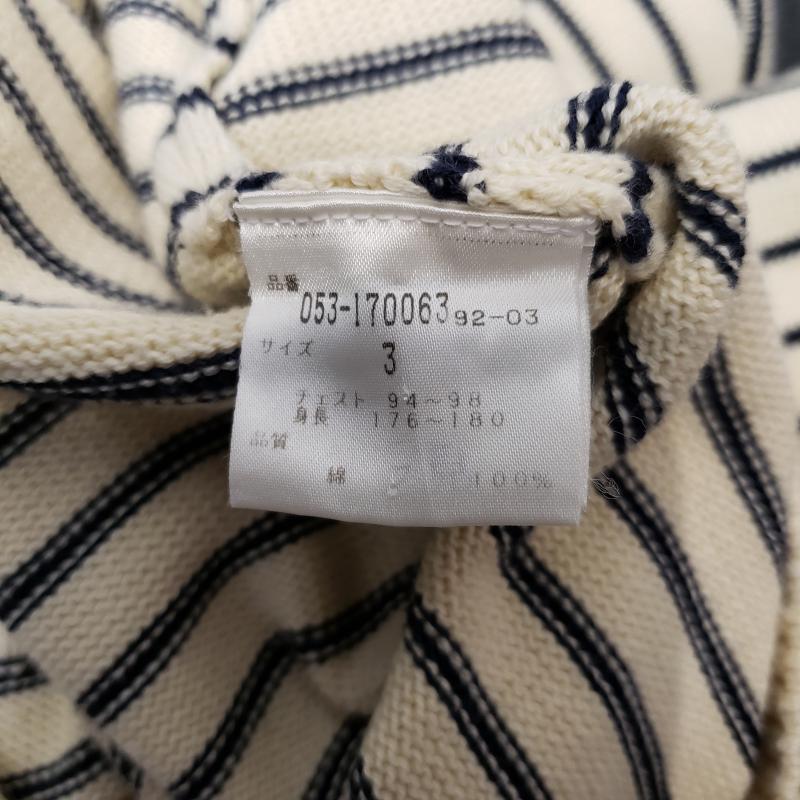 品番
053-170063 92-03
サイズ 3
チェスト 94～98
身長 176～180
品質
綿 100%